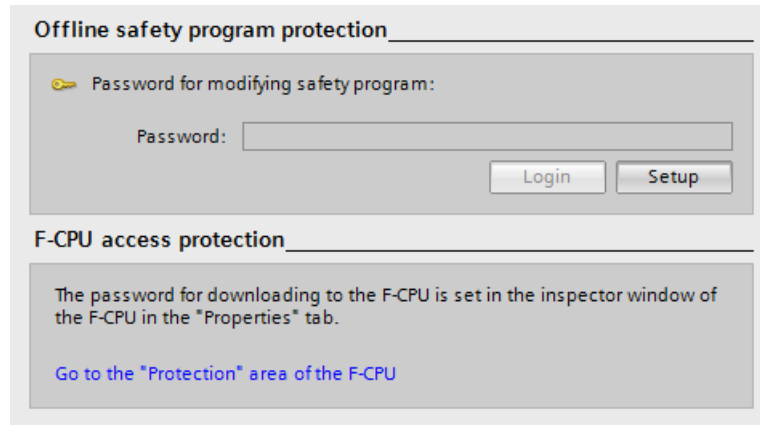 Offline safety program protection
Password for modifying safety program:
Password:
Login
Setup
F-CPU access protection
The password for downloading to the F-CPU is set in the inspector window of
the F-CPU in the "Properties" tab.
Go to the "Protection" area of the F-CPU